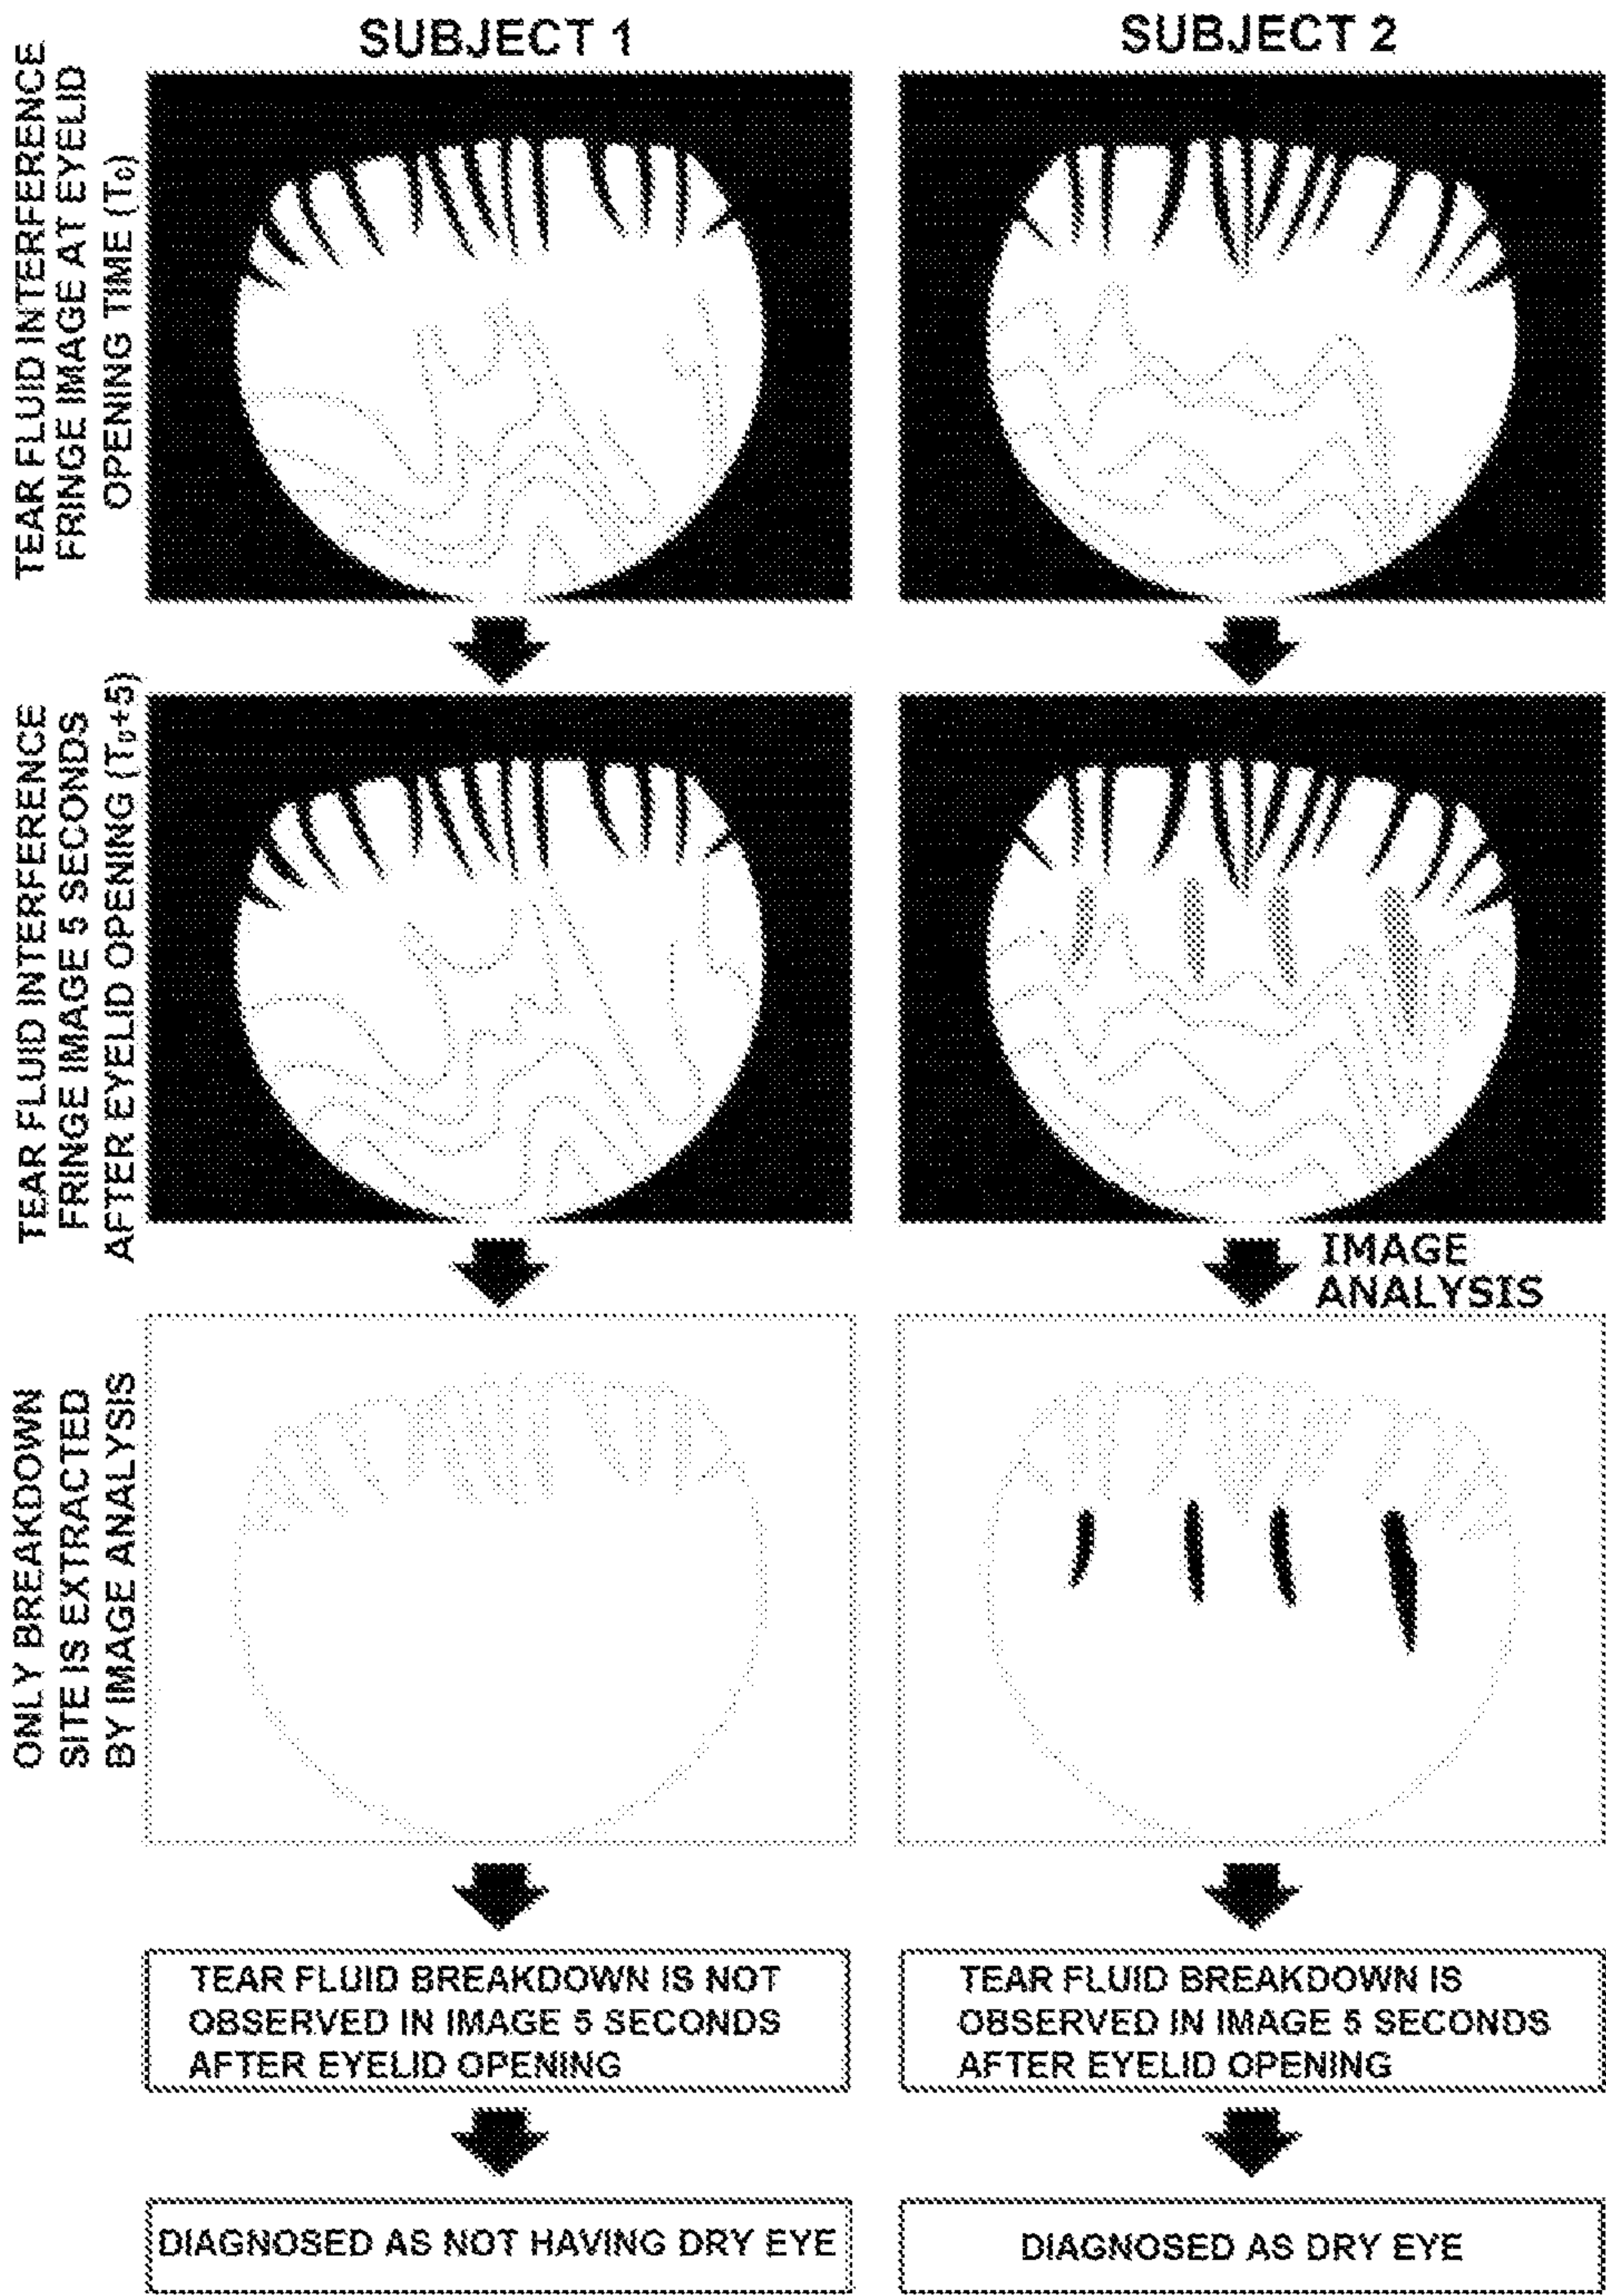 SUBJECT 1
SUBJECT 2
TEAR FLUID INTERFERENCE
FRINGE IMAGE AT EYELID
OPENING TIME (T0)
TEAR FLUID INTERFERENCE
FRINGE IMAGE 5 SECONDS
AFTER EYELID OPENING (T0+5)
IMAGE
ANALYSIS
ONLY BREAKDOWN
SITE IS EXTRACTED
BY IMAGE ANALYSIS
TEAR FLUID BREAKDOWN IS NOT
OBSERVED IN IMAGE 5 SECONDS
AFTER EYELID OPENING
TEAR FLUID BREAKDOWN IS
OBSERVED IN IMAGE 5 SECONDS
AFTER EYELID OPENING
DIAGNOSED AS NOT HAVING DRY EYE
DIAGNOSED AS DRY EYE